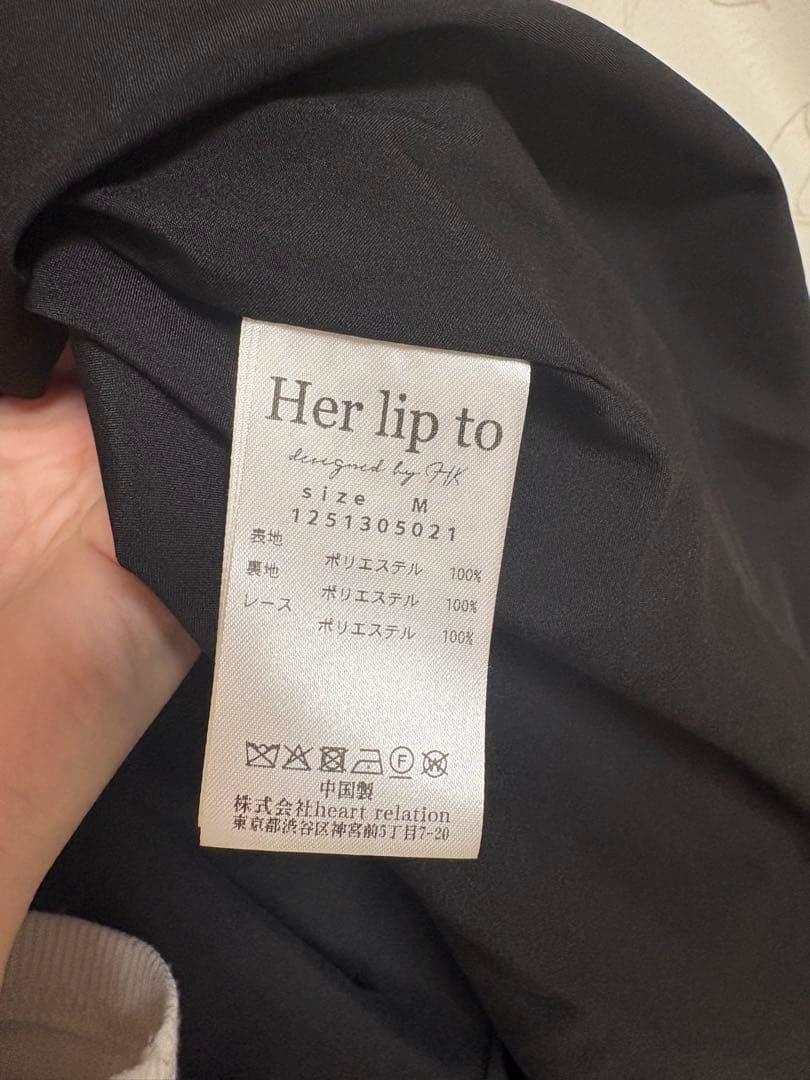 Her lip to
designed by HK
size M
1251305021
表地 ポリエステル 100%
裏地 ポリエステル 100%
レース ポリエステル 100%
中国製
株式会社heart relation
東京都渋谷区神宮前5丁目7-20